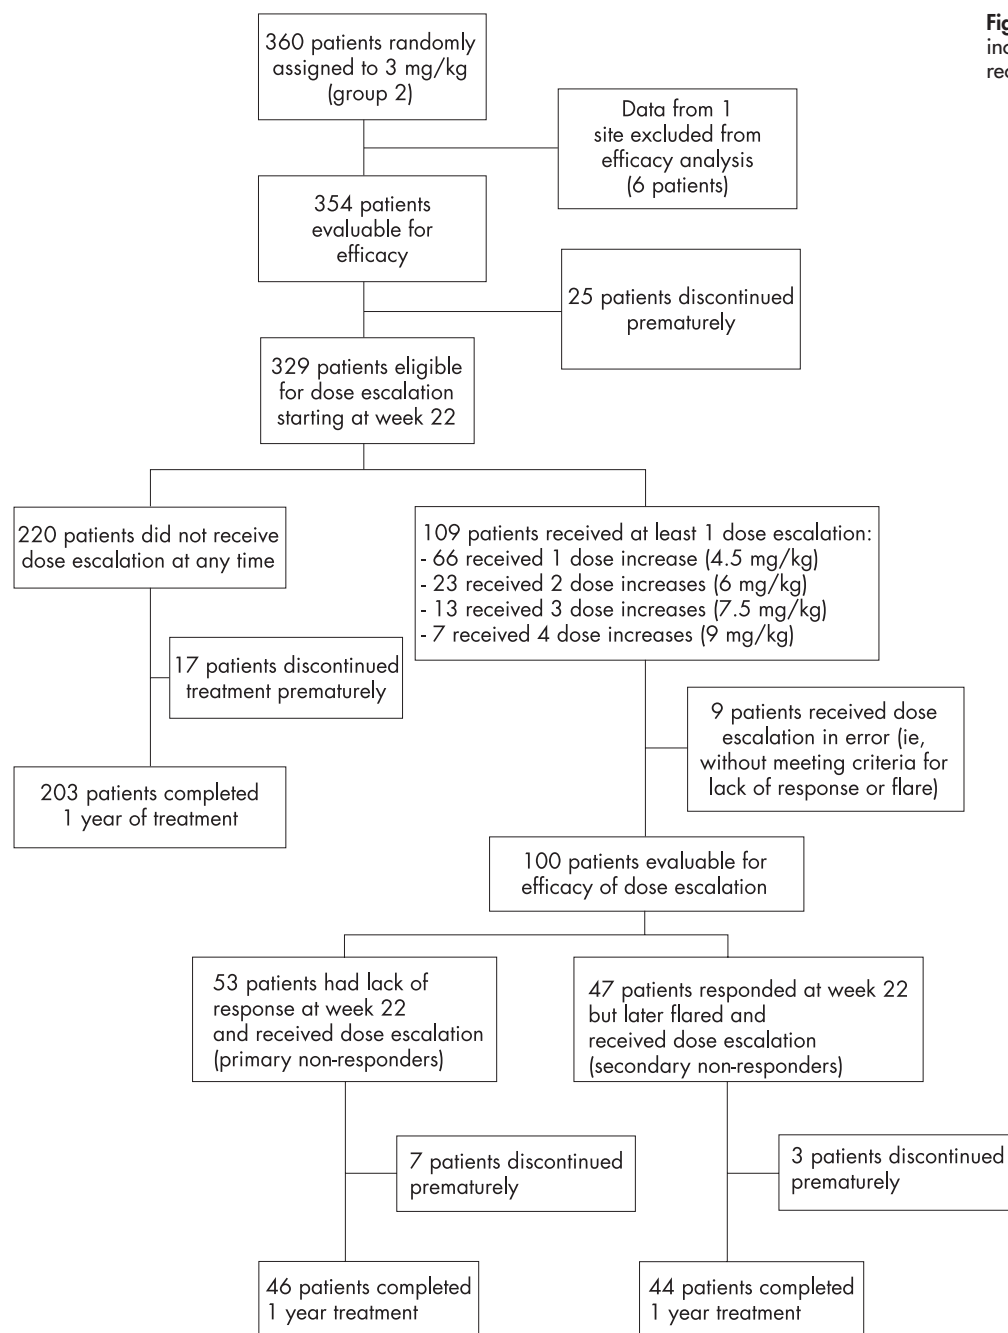 360 patients randomly
assigned to 3 mg/kg
(group 2)
Data from 1
site excluded from
efficacy analysis
(6 patients)
354 patients
evaluable for
efficacy
25 patients discontinued
prematurely
329 patients eligible
for dose escalation
starting at week 22
220 patients did not receive
dose escalation at any time
109 patients received at least 1 dose escalation:
- 66 received 1 dose increase (4.5 mg/kg)
- 23 received 2 dose increases (6 mg/kg)
- 13 received 3 dose increases (7.5 mg/kg)
- 7 received 4 dose increases (9 mg/kg)
17 patients discontinued
treatment prematurely
9 patients received dose
escalation in error (ie,
without meeting criteria for
lack of response or flare)
203 patients completed
1 year of treatment
100 patients evaluable for
efficacy of dose escalation
53 patients had lack of
response at week 22
and received dose escalation
(primary non-responders)
47 patients responded at week 22
but later flared and
received dose escalation
(secondary non-responders)
7 patients discontinued
prematurely
3 patients discontinued
prematurely
46 patients completed
1 year treatment
44 patients completed
1 year treatment
Fig